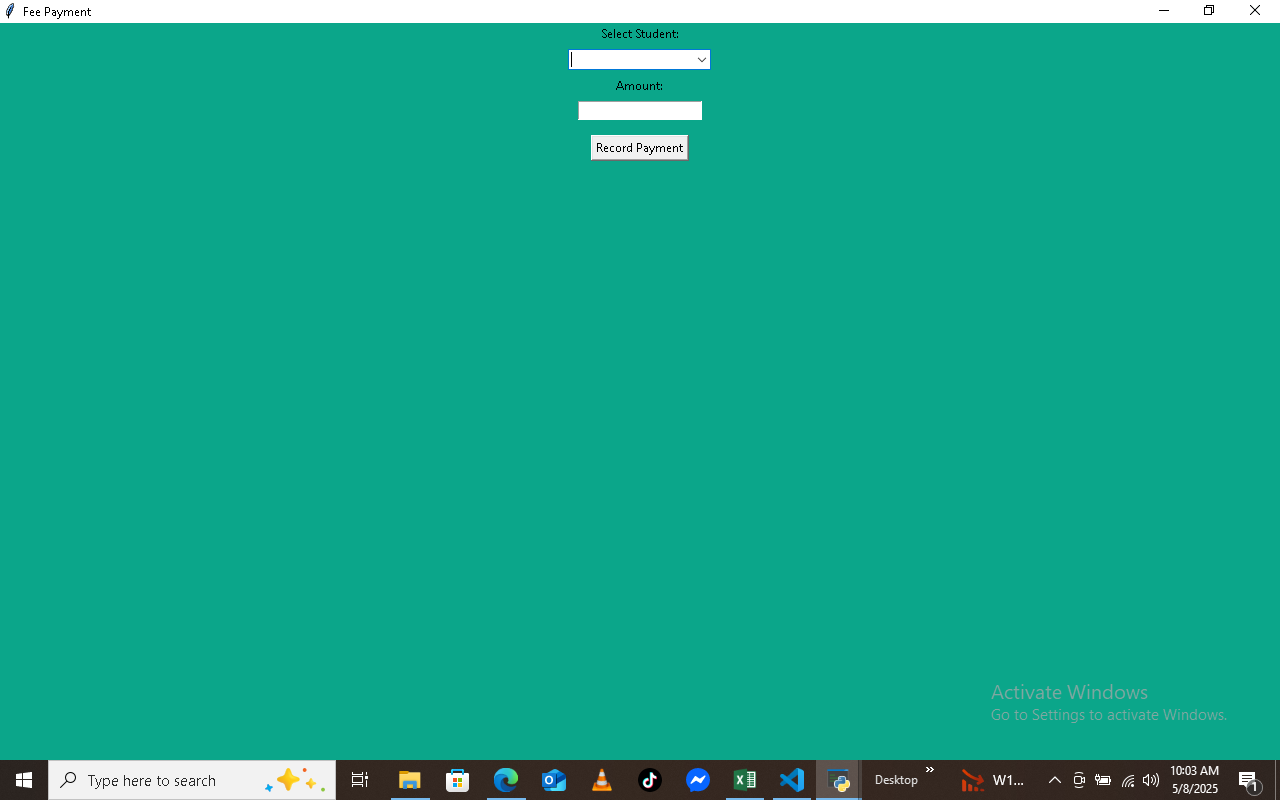 Fee Payment
Select Student:
Amount:
Record Payment
Activate Windows
Go to Settings to activate Windows.
Type here to search
Desktop
W1...
10:03 AM
5/8/2025
1